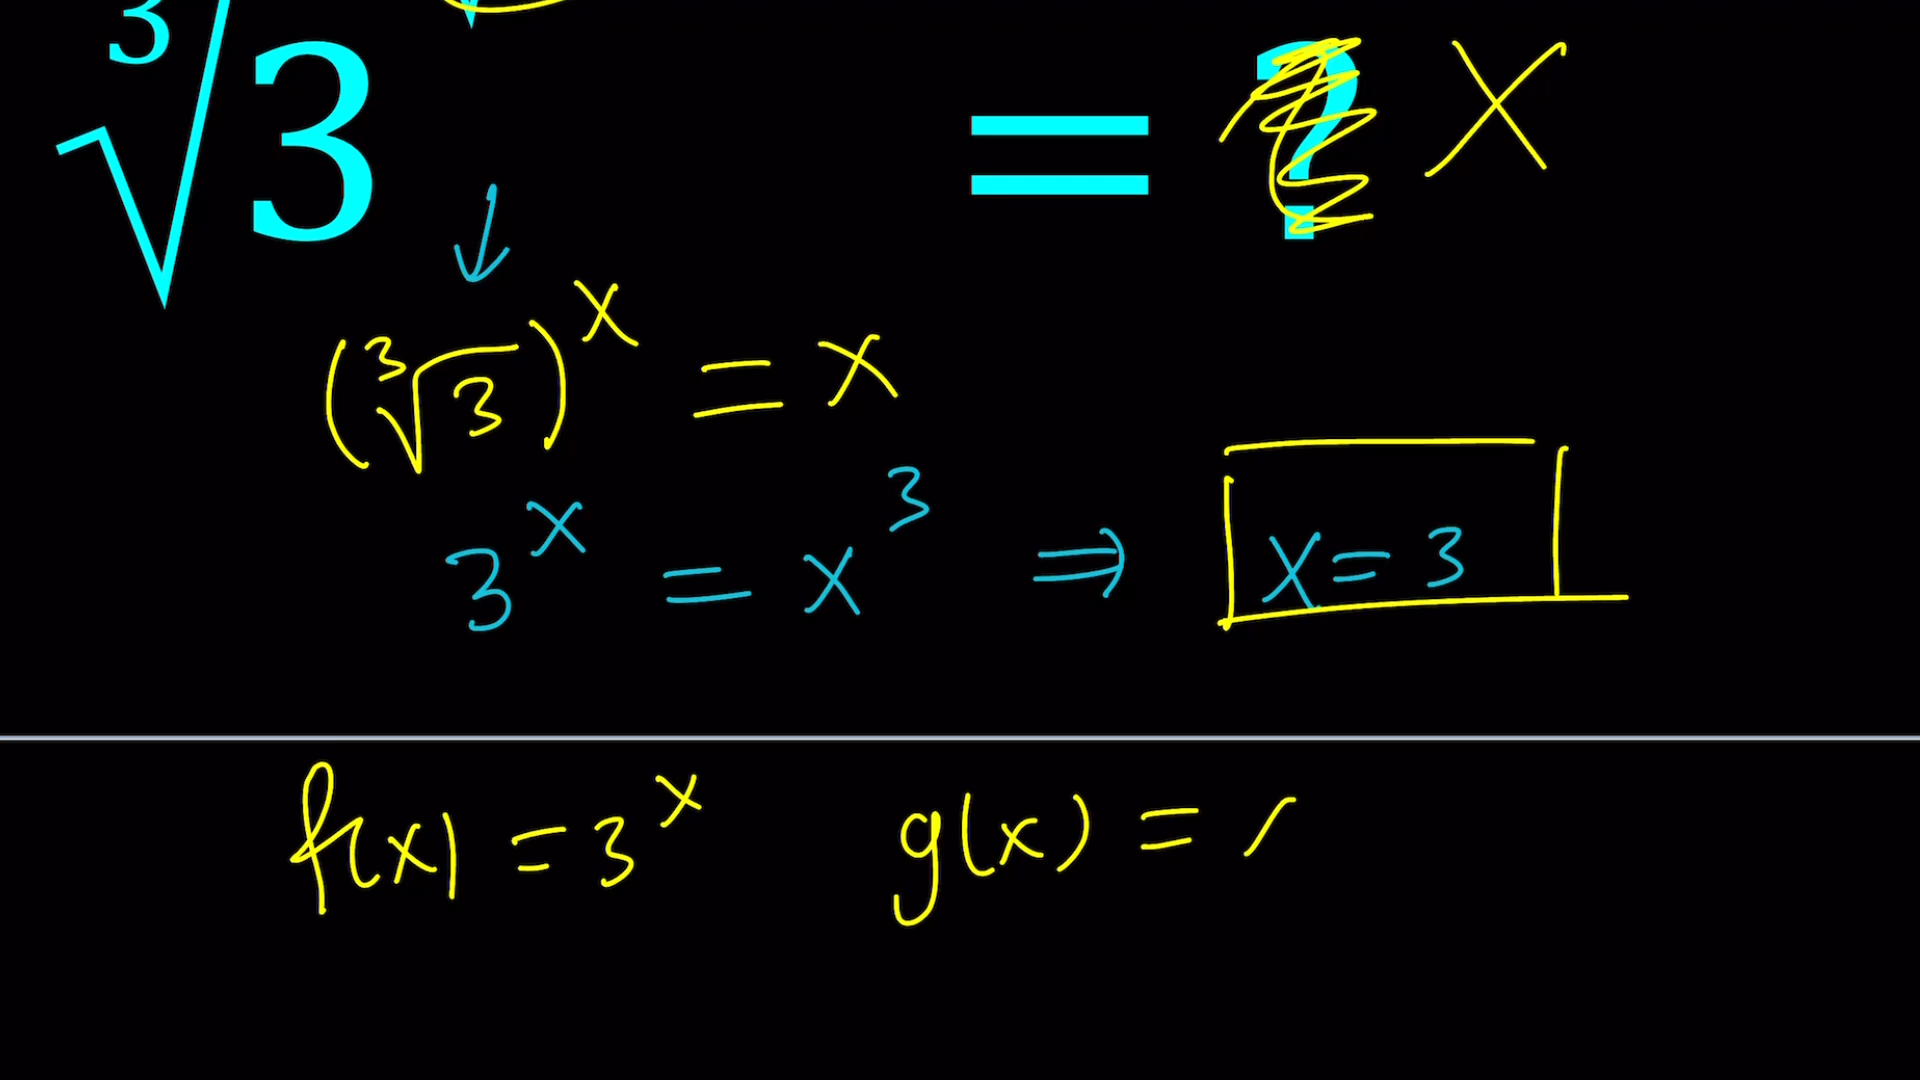 ∛3 = ? X
(∛3)^x = x
3^x = x^3 ⇒ x = 3
f(x) = 3^x g(x) =